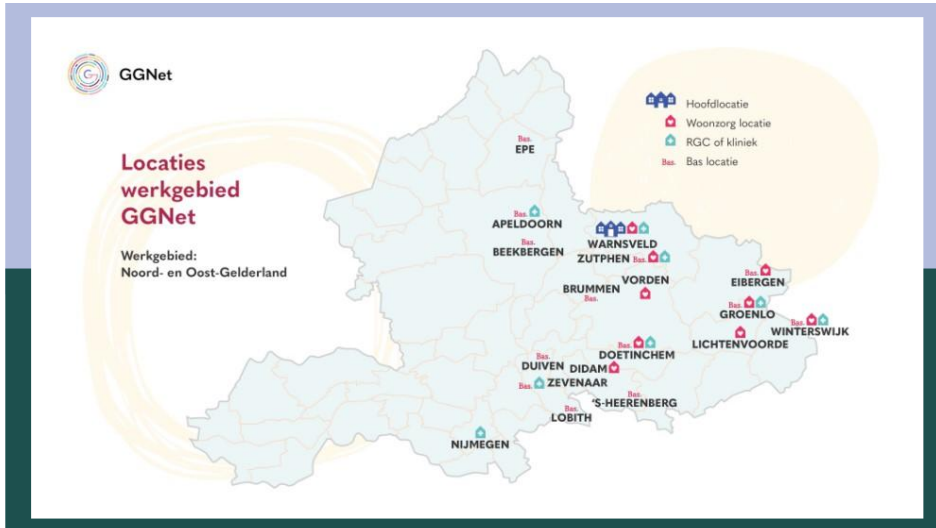 GGNet
Locaties
werkgebied
GGNet
Werkgebied:
Noord- en Oost-Gelderland
Hoofdlocatie
Woonzorg locatie
RGC of kliniek
Bas. Bas locatie
Bas.
EPE
Bas.
APELDOORN
Bas.
BEEKBERGEN
WARNSVELD
ZUTPHEN Bas.
VORDEN
BRUMMEN
Bas.
Bas.
EIBERGEN
Bas.
GROENLO
Bas.
WINTERSWIJK
LICHTENVOORDE
Bas.
DOETINCHEM
Bas.
DUIVEN
DIDAM
Bas. ZEVENAAR
Bas.
'S-HEERENBERG
Bas.
LOBITH
NIJMEGEN